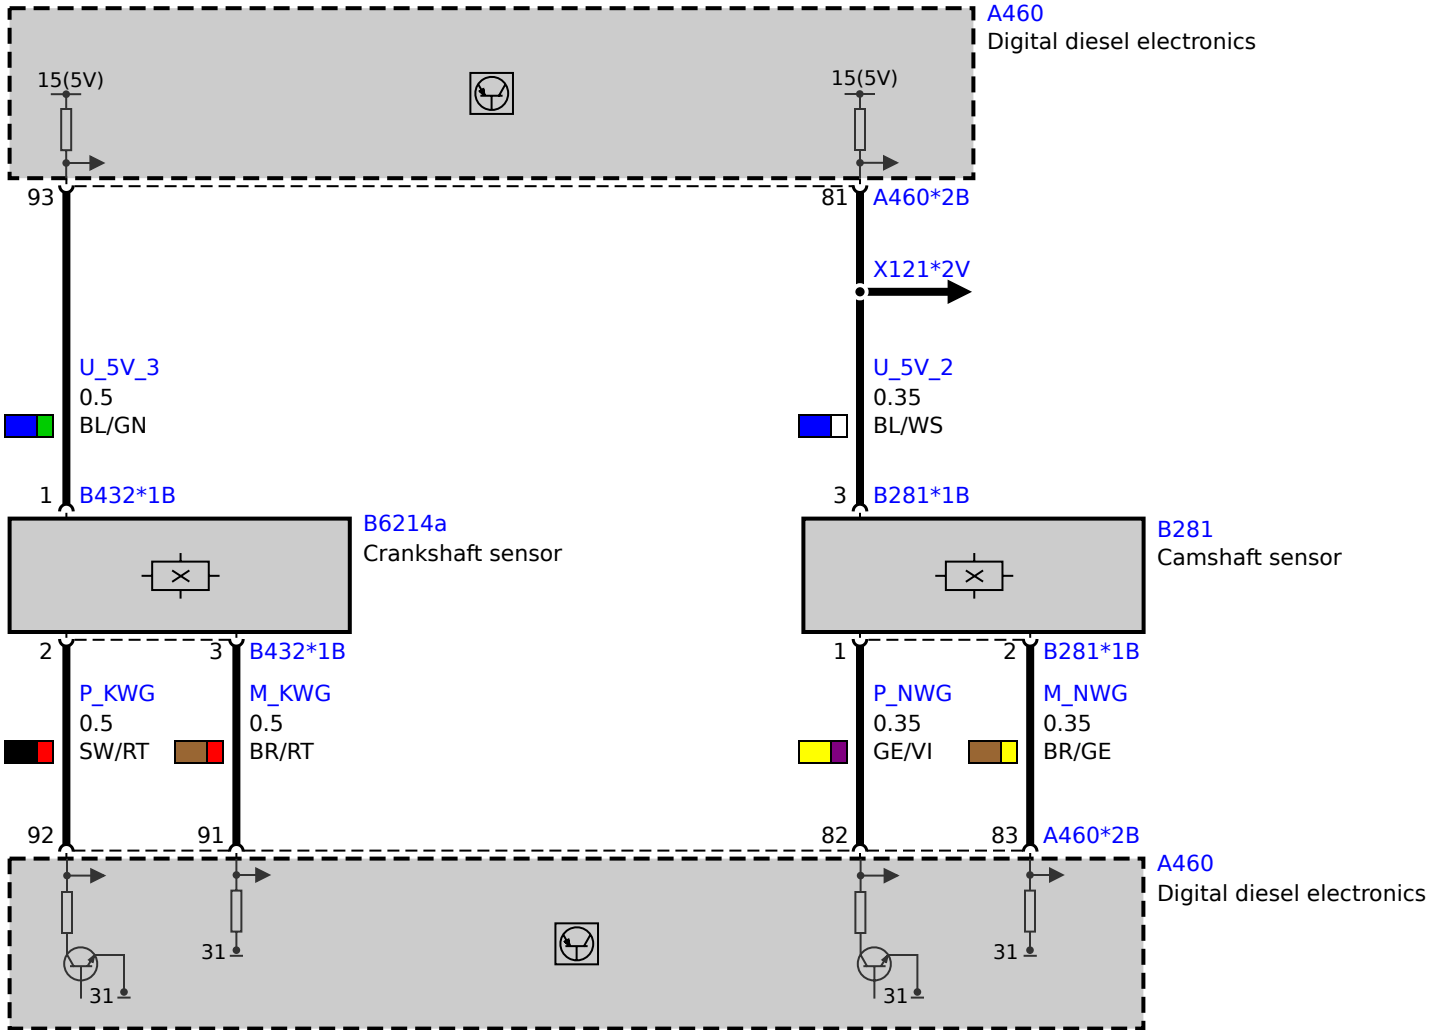 A460
Digital diesel electronics
15(5V)
15(5V)
93
81
A460*2B
X121*2V
U_5V_3
0.5
BL/GN
U_5V_2
0.35
BL/WS
1
B432*1B
3
B281*1B
B6214a
Crankshaft sensor
B281
Camshaft sensor
2
3
B432*1B
1
2
B281*1B
P_KWG
0.5
SW/RT
M_KWG
0.5
BR/RT
P_NWG
0.35
GE/VI
M_NWG
0.35
BR/GE
92
91
82
83
A460*2B
A460
Digital diesel electronics
31
31
31
31